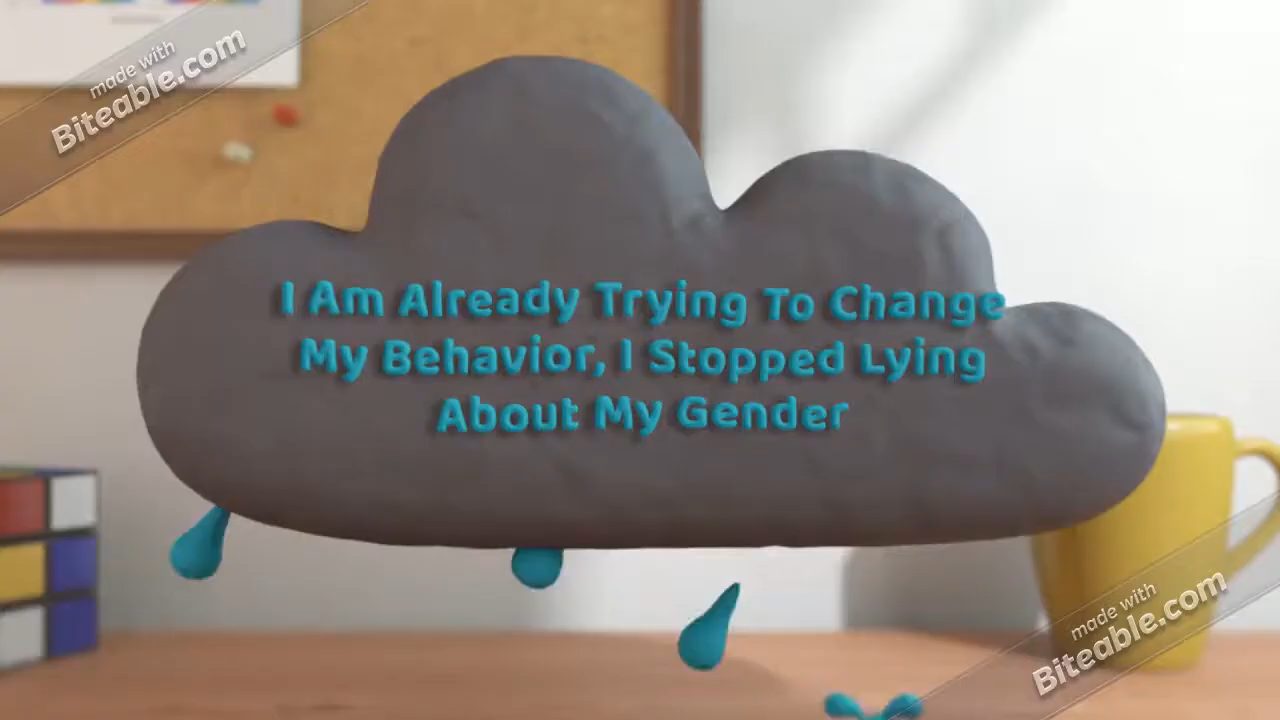 made with
Biteable.com
I Am Already Trying To Change
My Behavior, I Stopped Lying
About My Gender
made with
Biteable.com